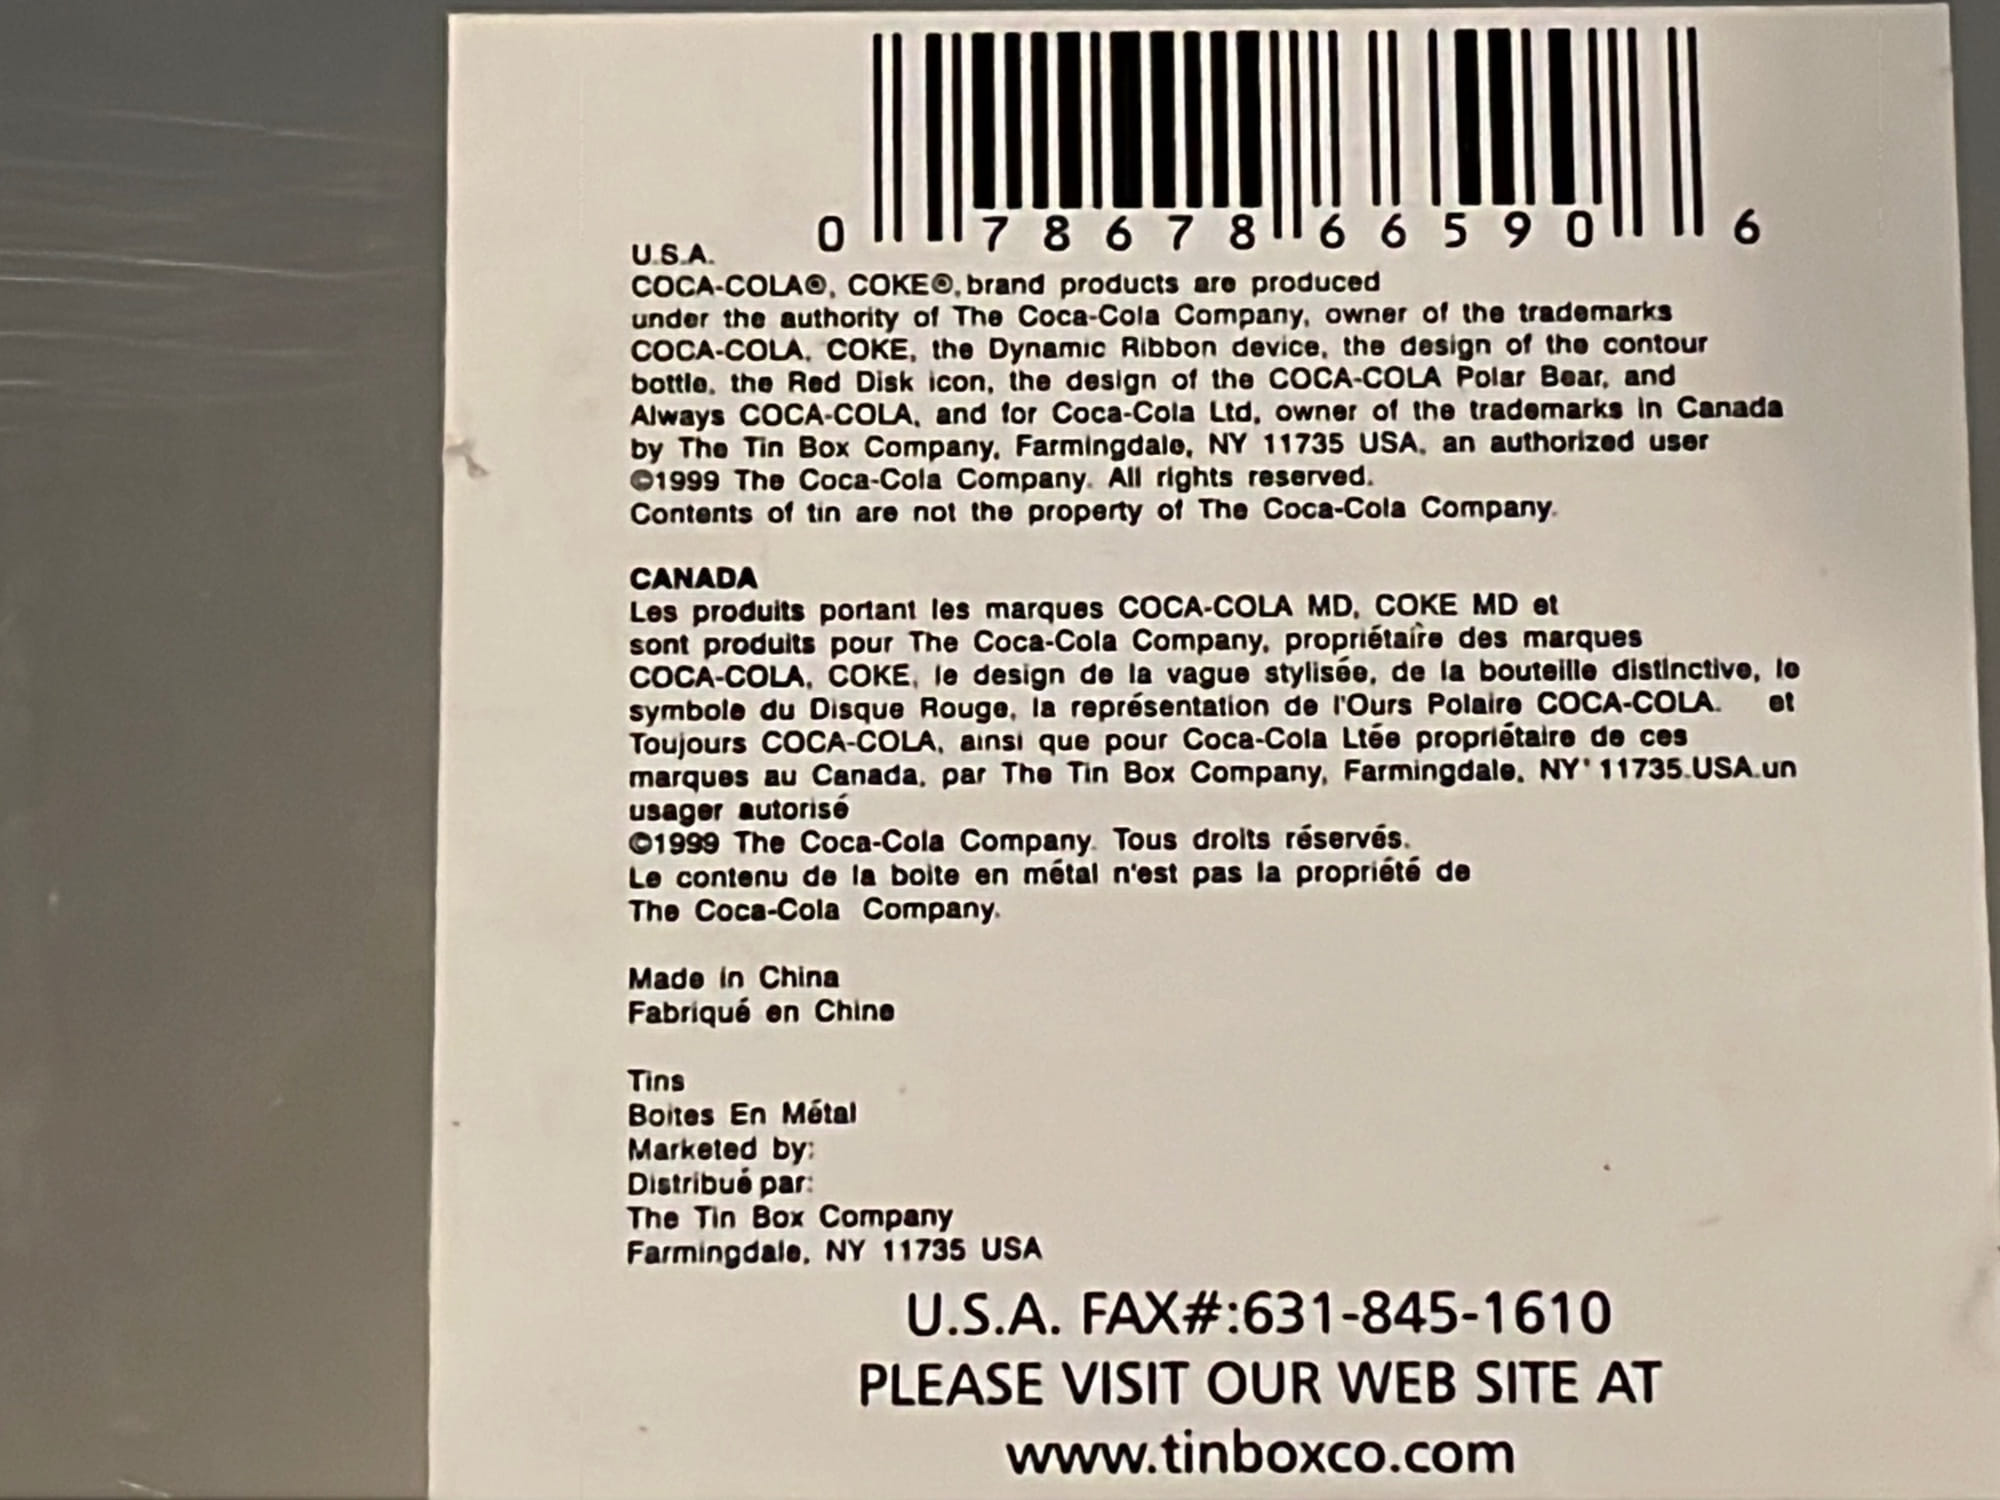 0 78678 66590 6
U.S.A.
COCA-COLA®, COKE®, brand products are produced
under the authority of The Coca-Cola Company, owner of the trademarks
COCA-COLA, COKE, the Dynamic Ribbon device, the design of the contour
bottle, the Red Disk icon, the design of the COCA-COLA Polar Bear, and
Always COCA-COLA, and for Coca-Cola Ltd, owner of the trademarks in Canada
by The Tin Box Company, Farmingdale, NY 11735 USA, an authorized user
©1999 The Coca-Cola Company. All rights reserved.
Contents of tin are not the property of The Coca-Cola Company.
CANADA
Les produits portant les marques COCA-COLA MD, COKE MD et
sont produits pour The Coca-Cola Company, propriétaire des marques
COCA-COLA, COKE, le design de la vague stylisée, de la bouteille distinctive, le
symbole du Disque Rouge, la représentation de l'Ours Polaire COCA-COLA. et
Toujours COCA-COLA, ainsi que pour Coca-Cola Ltée propriétaire de ces
marques au Canada, par The Tin Box Company, Farmingdale, NY' 11735.USA.un
usager autorisé
©1999 The Coca-Cola Company. Tous droits réservés.
Le contenu de la boite en métal n'est pas la propriété de
The Coca-Cola Company.
Made in China
Fabriqué en Chine
Tins
Boites En Métal
Marketed by:
Distribué par:
The Tin Box Company
Farmingdale, NY 11735 USA
U.S.A. FAX#:631-845-1610
PLEASE VISIT OUR WEB SITE AT
www.tinboxco.com